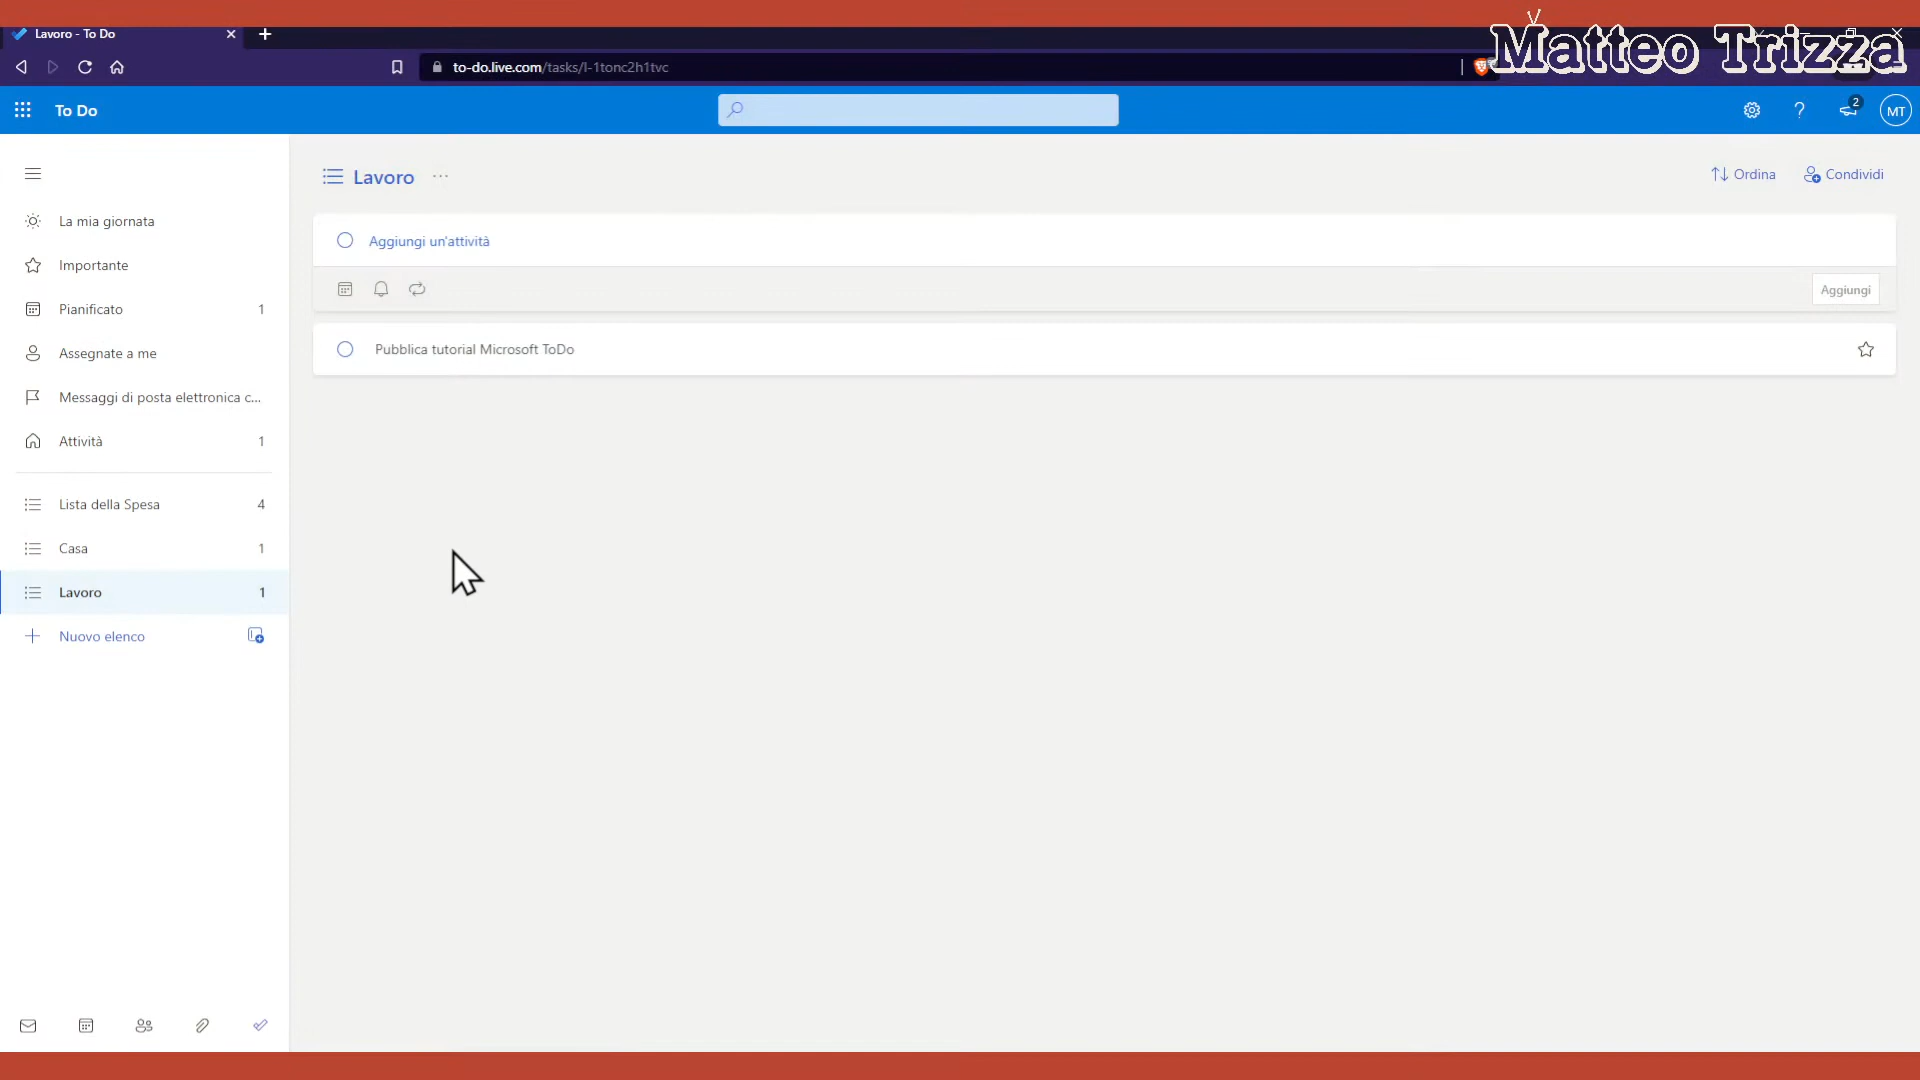 Matteo Trizza
Lavoro - To Do
to-do.live.com/tasks/l-1tonc2h1tvc
To Do
2
MT
Lavoro
Ordina
Condividi
La mia giornata
Importante
Pianificato 1
Assegnate a me
Messaggi di posta elettronica c...
Attività 1
Lista della Spesa 4
Casa 1
Lavoro 1
Nuovo elenco
Aggiungi un'attività
Aggiungi
Pubblica tutorial Microsoft ToDo